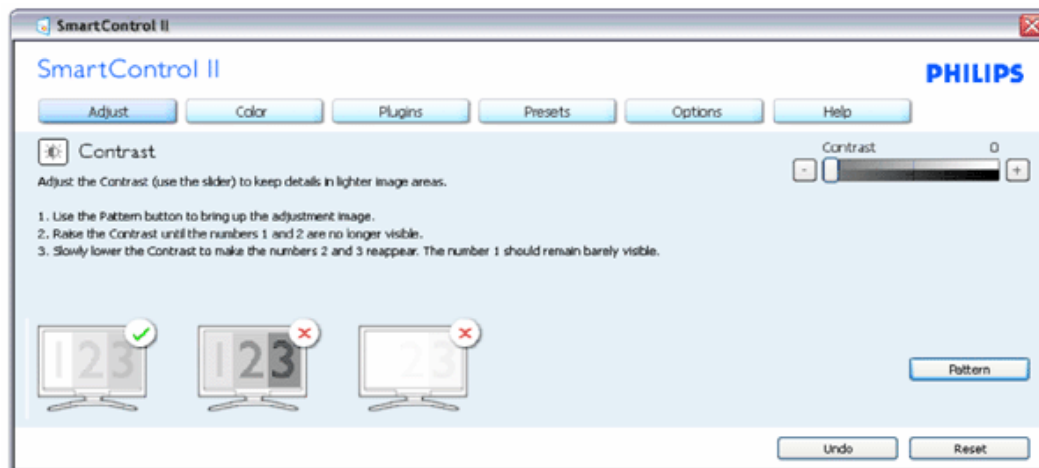 SmartControl II
SmartControl II
PHILIPS
Adjust Color Plugins Presets Options Help
Contrast
Contrast 0
- +
Adjust the Contrast (use the slider) to keep details in lighter image areas.
1. Use the Pattern button to bring up the adjustment image.
2. Raise the Contrast until the numbers 1 and 2 are no longer visible.
3. Slowly lower the Contrast to make the numbers 2 and 3 reappear. The number 1 should remain barely visible.
123 123 23
Pattern
Undo Reset